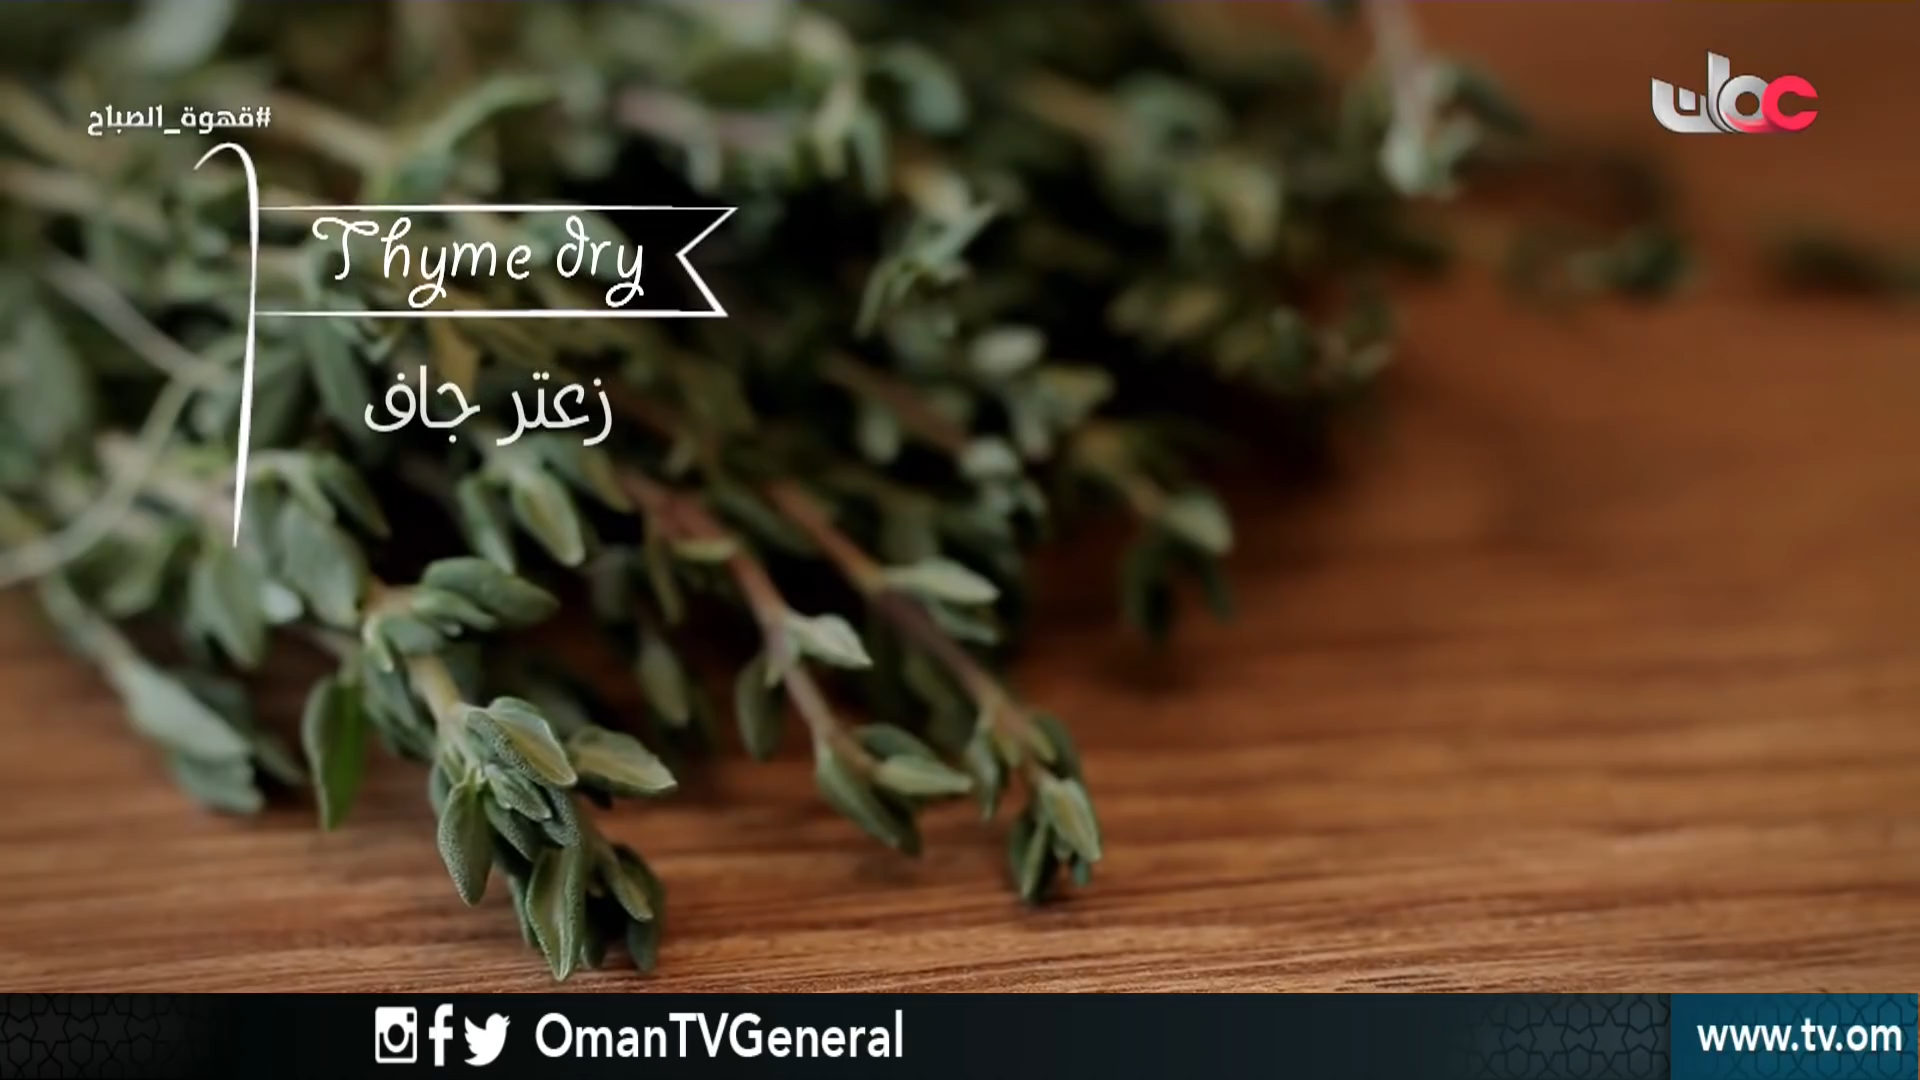 #قهوة_الصباح
عمان
Thyme dry
زعتر جاف
OmanTVGeneral
www.tv.om